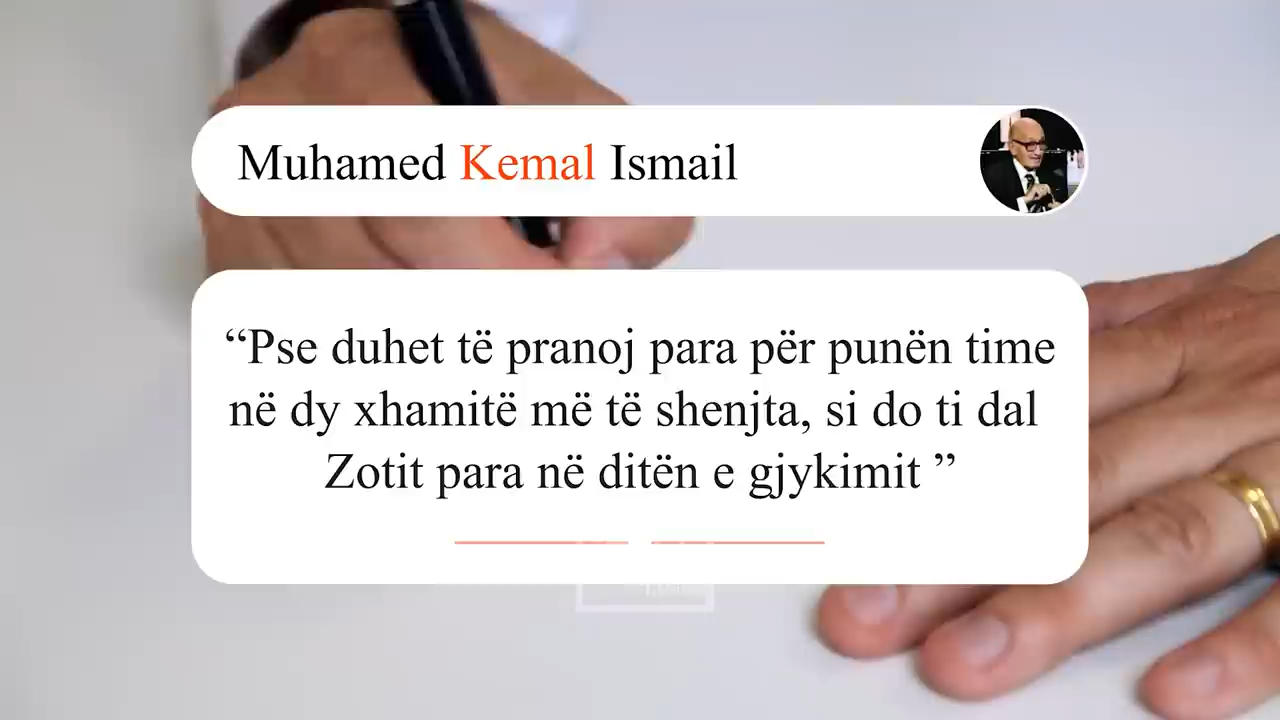 Muhamed Kemal Ismail
“Pse duhet të pranoj para për punën time
në dy xhamitë më të shenjta, si do ti dal
Zotit para në ditën e gjykimit ”